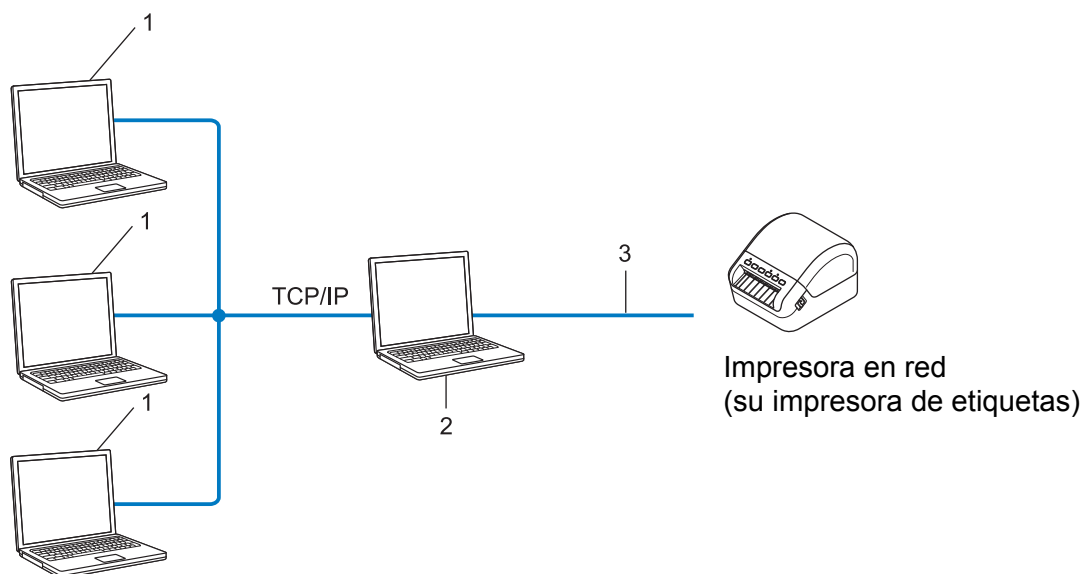 1
1
3
TCP/IP
Impresora en red
(su impresora de etiquetas)
1
2